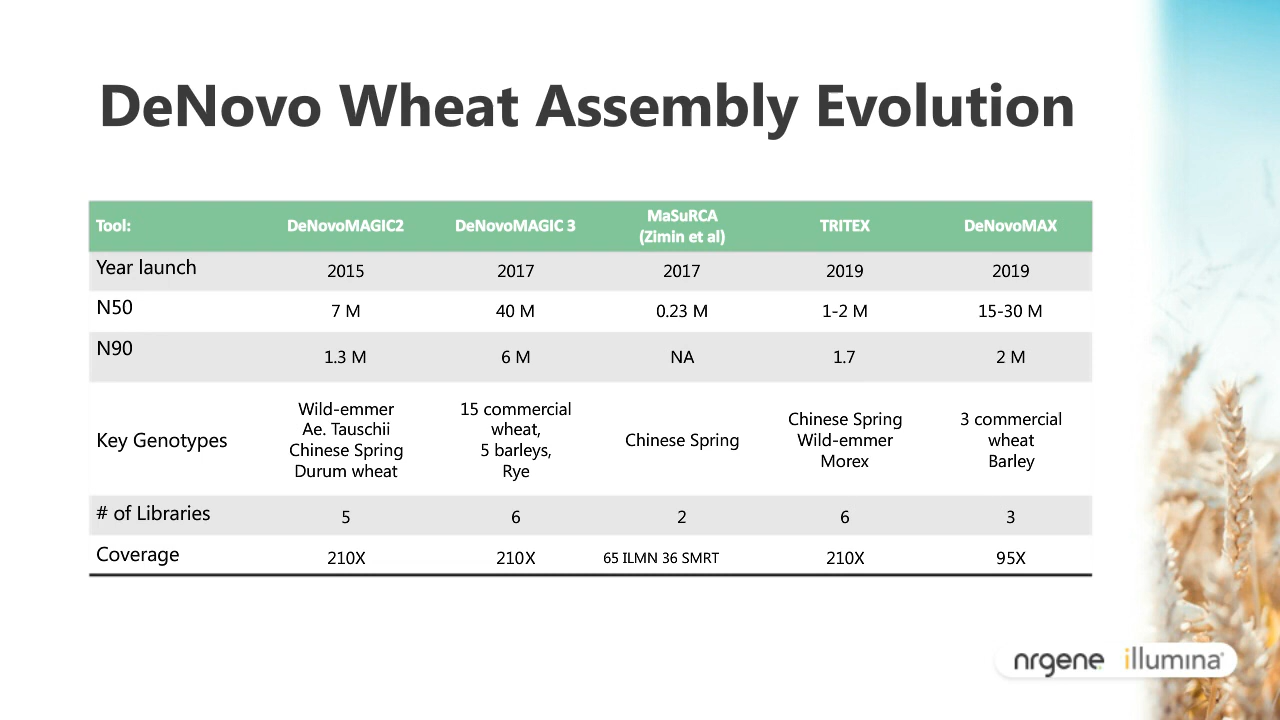 DeNovo Wheat Assembly Evolution
Tool: DeNovoMAGIC2 DeNovoMAGIC 3 MaSuRCA (Zimin et al) TRITEX DeNovoMAX
Year launch 2015 2017 2017 2019 2019
N50 7 M 40 M 0.23 M 1-2 M 15-30 M
N90 1.3 M 6 M NA 1.7 2 M
Key Genotypes
Wild-emmer
Ae. Tauschii
Chinese Spring
Durum wheat
15 commercial
wheat,
5 barleys,
Rye
Chinese Spring
Chinese Spring
Wild-emmer
Morex
3 commercial
wheat
Barley
# of Libraries 5 6 2 6 3
Coverage 210X 210X 65 ILMN 36 SMRT 210X 95X
nrgene illumina®